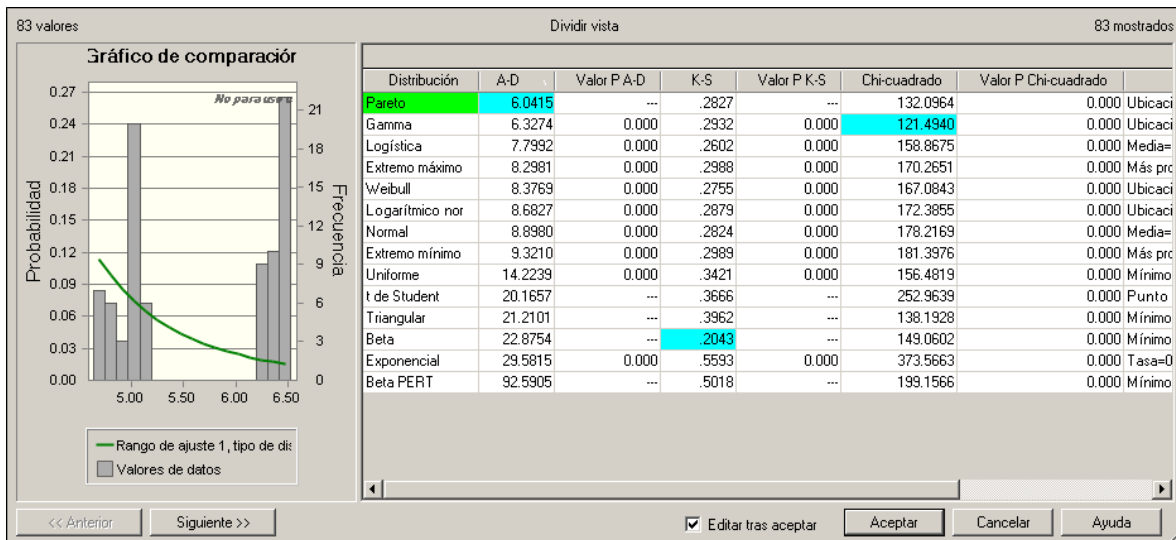 83 valores Dividir vista 83 mostrados
Gráfico de comparaciór
No para uso
Probabilidad
0.27
0.24
0.21
0.18
0.15
0.12
0.09
0.06
0.03
0.00
21
18
15
12
9
6
3
0
Frecuencia
5.00 5.50 6.00 6.50
Rango de ajuste 1, tipo de dis
Valores de datos
Distribución A-D Valor P A-D K-S Valor P K-S Chi-cuadrado Valor P Chi-cuadrado
Pareto 6.0415 --- .2827 --- 132.0964 0.000 Ubicaci
Gamma 6.3274 0.000 .2932 0.000 121.4940 0.000 Ubicaci
Logística 7.7992 0.000 .2602 0.000 158.8675 0.000 Media=
Extremo máximo 8.2981 0.000 .2988 0.000 170.2651 0.000 Más pro
Weibull 8.3769 0.000 .2755 0.000 167.0843 0.000 Ubicaci
Logarítmico nor 8.6827 0.000 .2879 0.000 172.3855 0.000 Ubicaci
Normal 8.8980 0.000 .2824 0.000 178.2169 0.000 Media=
Extremo mínimo 9.3210 0.000 .2989 0.000 181.3976 0.000 Más pro
Uniforme 14.2239 0.000 .3421 0.000 156.4819 0.000 Mínimo
t de Student 20.1657 --- .3666 --- 252.9639 0.000 Punto
Triangular 21.2101 --- .3962 --- 138.1928 0.000 Mínimo
Beta 22.8754 --- .2043 --- 149.0602 0.000 Mínimo
Exponencial 29.5815 0.000 .5593 0.000 373.5663 0.000 Tasa=0
Beta PERT 92.5905 --- .5018 --- 199.1566 0.000 Mínimo
<< Anterior Siguiente >> Editar tras aceptar Aceptar Cancelar Ayuda